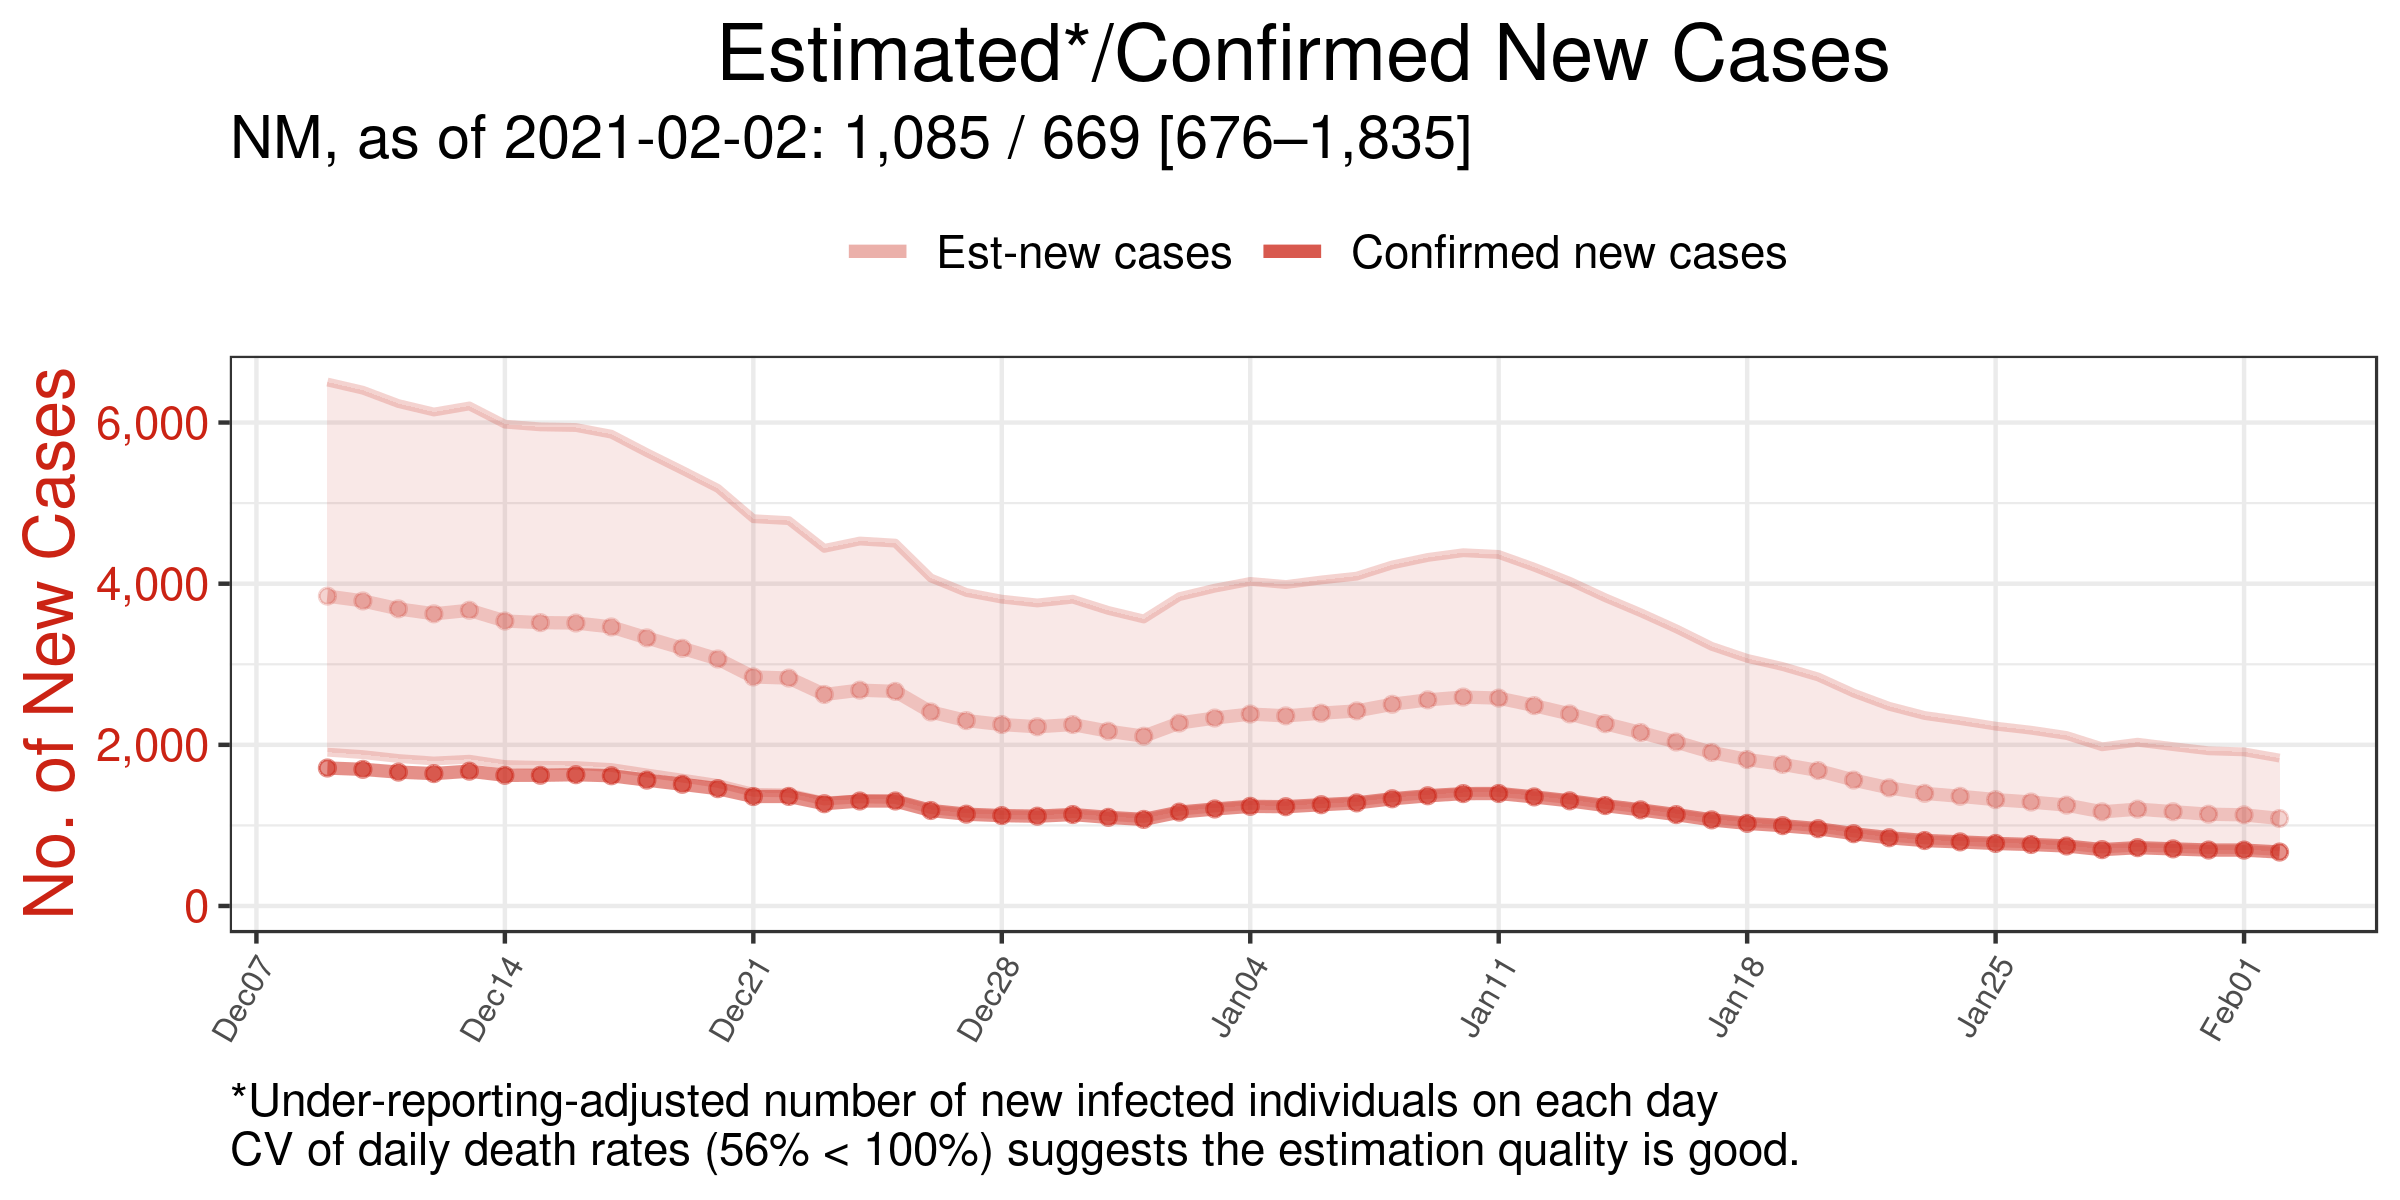 Estimated*/Confirmed New Cases
NM, as of 2021-02-02: 1,085 / 669 [676–1,835]
Est-new cases Confirmed new cases
No. of New Cases
6,000
4,000
2,000
0
Dec07 Dec14 Dec21 Dec28 Jan04 Jan11 Jan18 Jan25 Feb01
*Under-reporting-adjusted number of new infected individuals on each day
CV of daily death rates (56% < 100%) suggests the estimation quality is good.